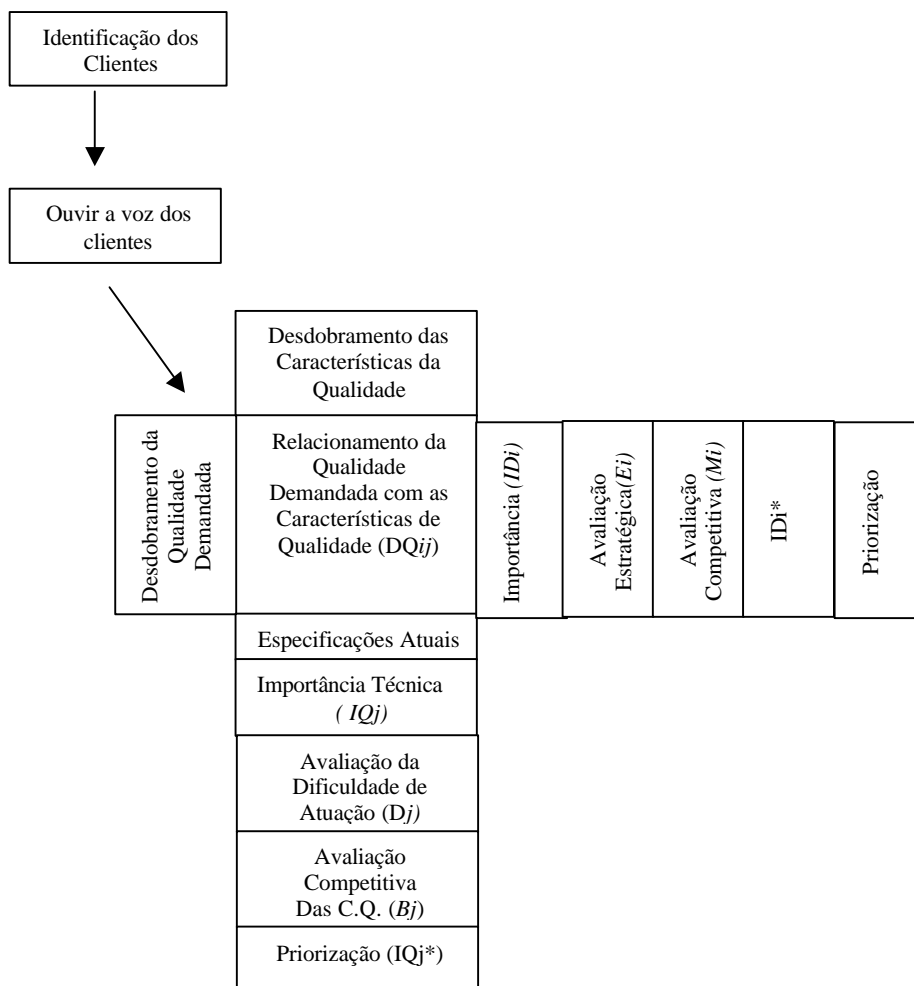 Identificação dos
Clientes
Ouvir a voz dos
clientes
Desdobramento das
Características da
Qualidade
Desdobramento da
Qualidade
Demandada
Relacionamento da
Qualidade
Demandada com as
Características de
Qualidade (DQij)
Importância (IDi)
Avaliação
Estratégica(Ei)
Avaliação
Competitiva (Mi)
IDi*
Priorização
Especificações Atuais
Importância Técnica
( IQj)
Avaliação da
Dificuldade de
Atuação (Dj)
Avaliação
Competitiva
Das C.Q. (Bj)
Priorização (IQj*)